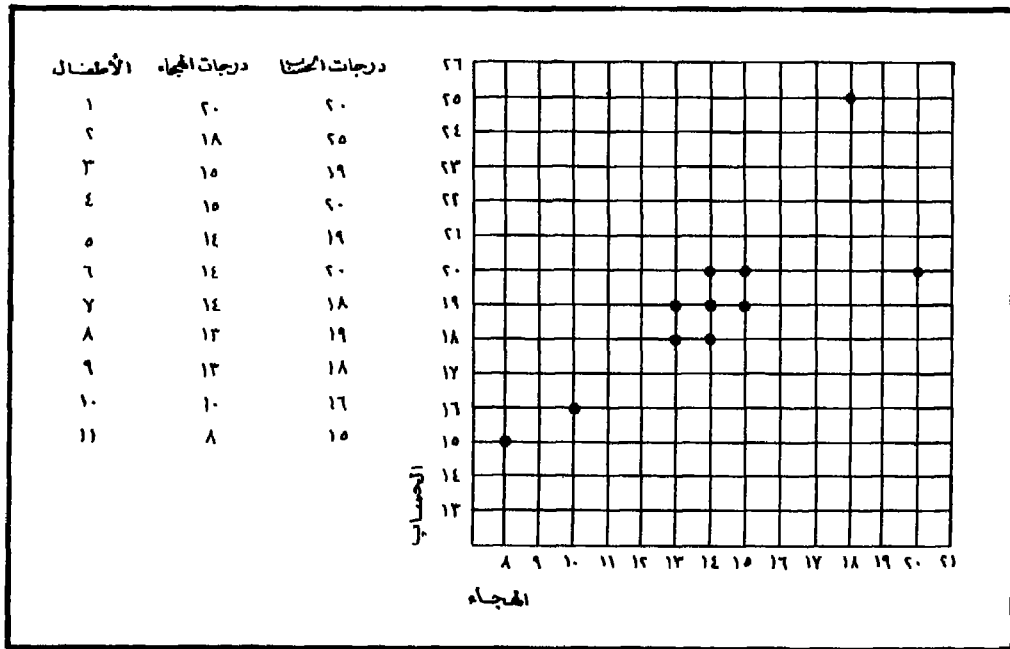 الأطفال درجات الهجاء درجات الحساب
١ ٢٠ ٢٠
٢ ١٨ ٢٥
٣ ١٥ ١٩
٤ ١٥ ٢٠
٥ ١٤ ١٩
٦ ١٤ ٢٠
٧ ١٤ ١٨
٨ ١٣ ١٩
٩ ١٣ ١٨
١٠ ١٠ ١٦
١١ ٨ ١٥
٢٦
٢٥
٢٤
٢٣
٢٢
٢١
٢٠
١٩
١٨
١٧
١٦
١٥
١٤
١٣
الحساب
٨ ٩ ١٠ ١١ ١٢ ١٣ ١٤ ١٥ ١٦ ١٧ ١٨ ١٩ ٢٠ ٢١
الهجاء